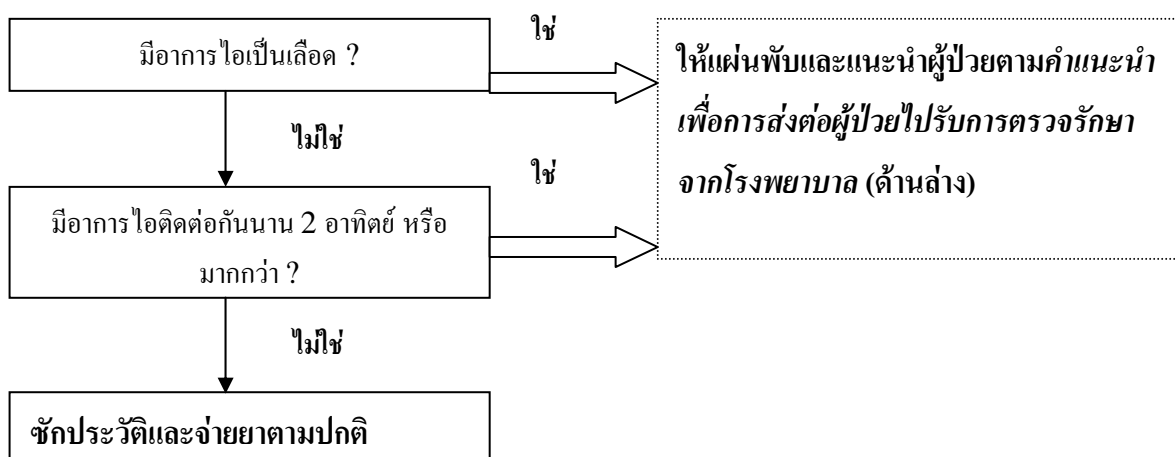 มีอาการไอเป็นเลือด ?
ใช่
ให้แผ่นพับและแนะนำผู้ป่วยตามคำแนะนำ
เพื่อการส่งต่อผู้ป่วยไปรับการตรวจรักษา
จากโรงพยาบาล (ด้านล่าง)
ไม่ใช่
ใช่
มีอาการไอติดต่อกันนาน 2 อาทิตย์ หรือ
มากกว่า ?
ไม่ใช่
ซักประวัติและจ่ายยาตามปกติ